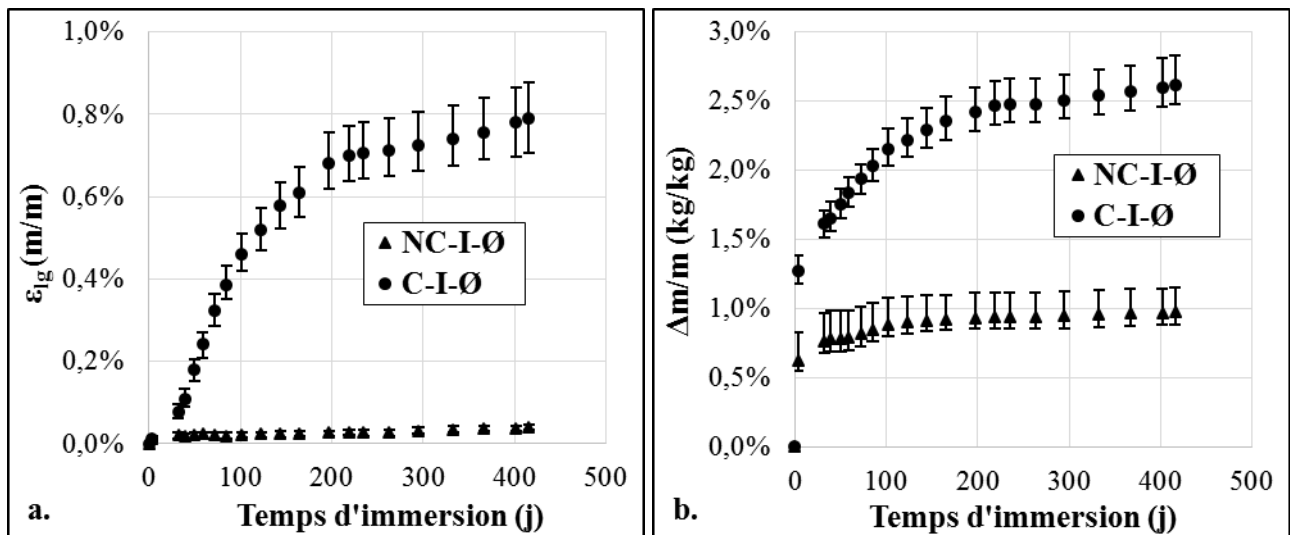 1,0%
0,8%
0,6%
0,4%
0,2%
0,0%
εlg (m/m)
NC-I-Ø
C-I-Ø
0 100 200 300 400 500
a. Temps d'immersion (j)
3,0%
2,5%
2,0%
1,5%
1,0%
0,5%
0,0%
Δm/m (kg/kg)
NC-I-Ø
C-I-Ø
0 100 200 300 400 500
b. Temps d'immersion (j)